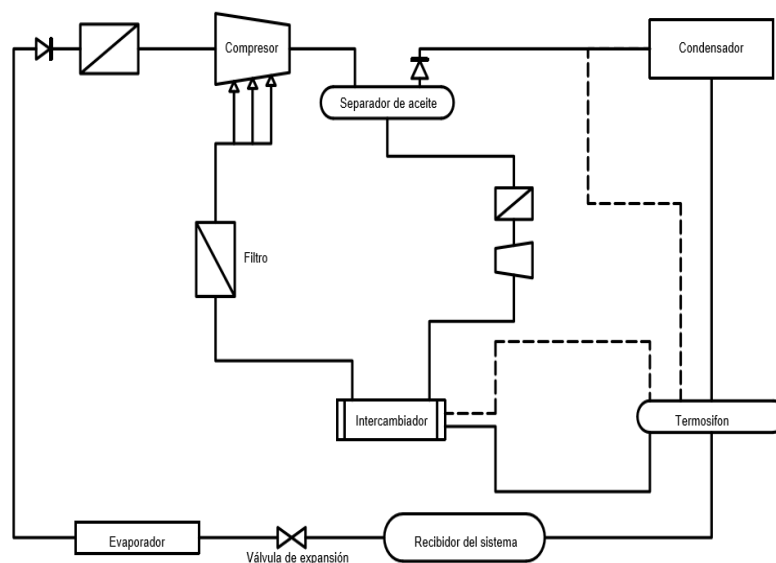 Compresor
Condensador
Separador de aceite
Filtro
Intercambiador
Termosifon
Evaporador
Válvula de expansión
Recibidor del sistema